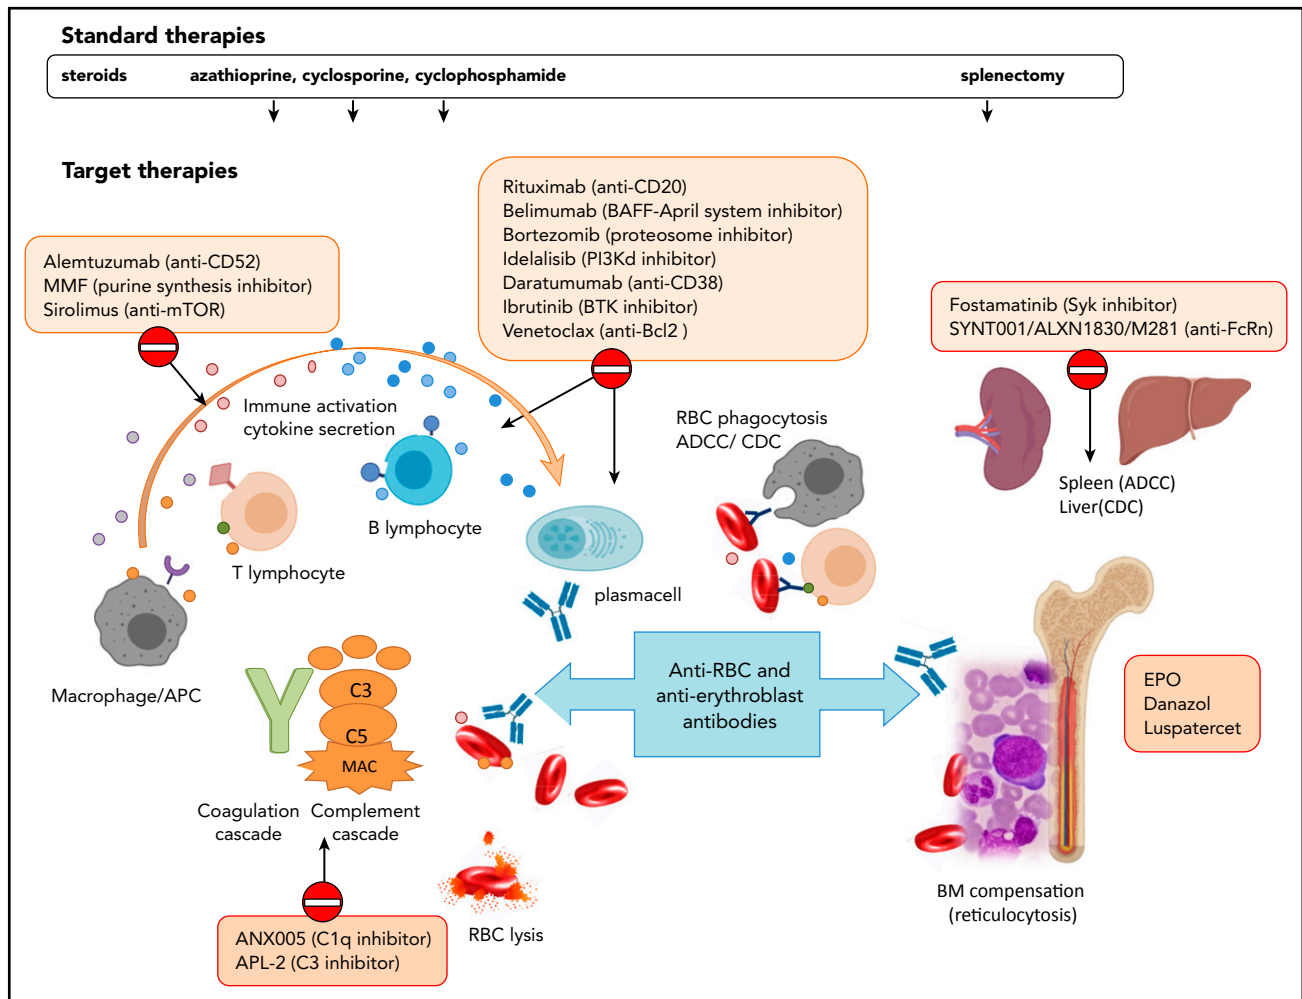 Standard therapies
steroids azathioprine, cyclosporine, cyclophosphamide splenectomy
Target therapies
Rituximab (anti-CD20)
Belimumab (BAFF-April system inhibitor)
Bortezomib (proteosome inhibitor)
Idelalisib (PI3Kd inhibitor)
Daratumumab (anti-CD38)
Ibrutinib (BTK inhibitor)
Venetoclax (anti-Bcl2 )
Alemtuzumab (anti-CD52)
MMF (purine synthesis inhibitor)
Sirolimus (anti-mTOR)
Fostamatinib (Syk inhibitor)
SYNT001/ALXN1830/M281 (anti-FcRn)
Immune activation
cytokine secretion
RBC phagocytosis
ADCC/ CDC
Spleen (ADCC)
Liver(CDC)
B lymphocyte
T lymphocyte
plasmacell
Macrophage/APC
C3
C5
MAC
Anti-RBC and
anti-erythroblast
antibodies
EPO
Danazol
Luspatercet
Coagulation
cascade
Complement
cascade
BM compensation
(reticulocytosis)
RBC lysis
ANX005 (C1q inhibitor)
APL-2 (C3 inhibitor)